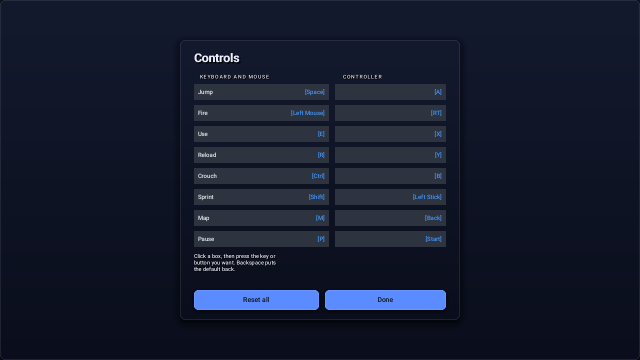 Controls
KEYBOARD AND MOUSE CONTROLLER
Jump [Space] [A]
Fire [Left Mouse] [RT]
Use [E] [X]
Reload [R] [Y]
Crouch [Ctrl] [B]
Sprint [Shift] [Left Stick]
Map [M] [Back]
Pause [P] [Start]
Click a box, then press the key or
button you want. Backspace puts
the default back.
Reset all Done